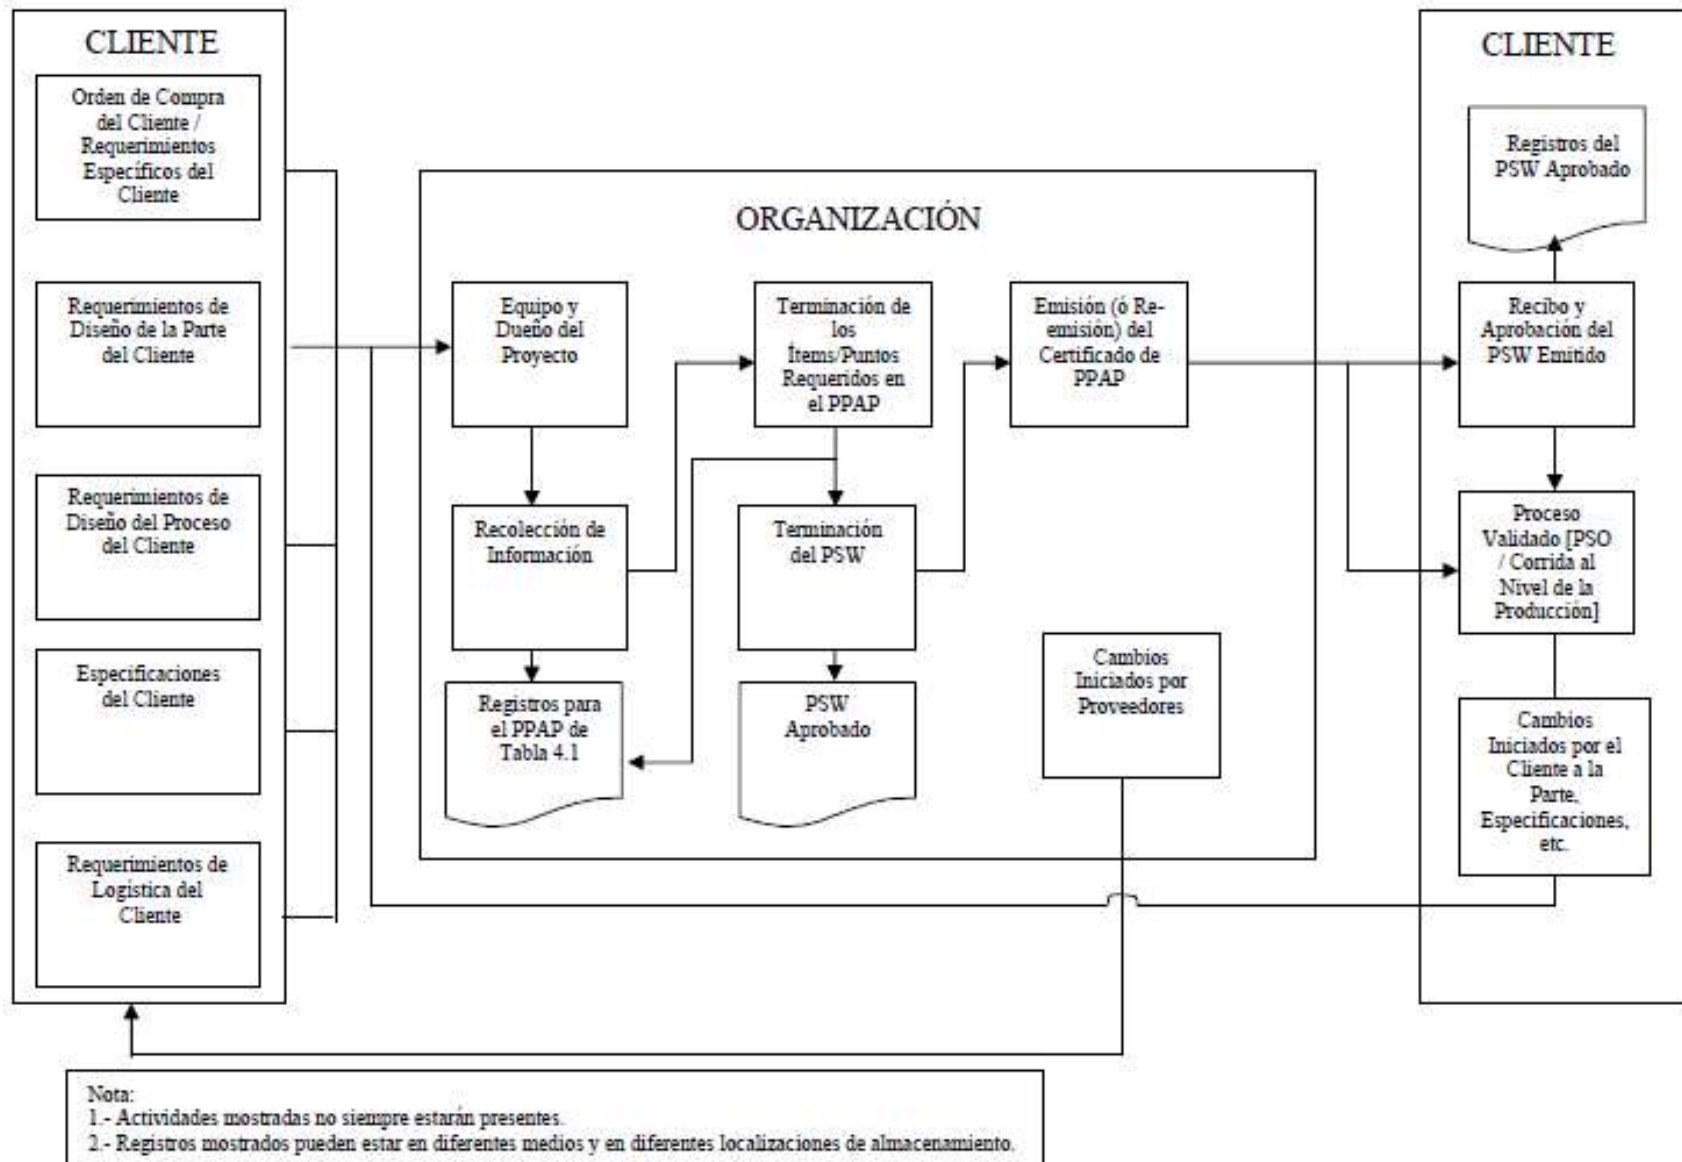 CLIENTE
Orden de Compra
del Cliente /
Requerimientos
Específicos del
Cliente
Requerimientos de
Diseño de la Parte
del Cliente
Requerimientos de
Diseño del Proceso
del Cliente
Especificaciones
del Cliente
Requerimientos de
Logística del
Cliente
ORGANIZACIÓN
Equipo y
Dueño del
Proyecto
Terminación de
los
Ítems/Puntos
Requeridos en
el PPAP
Emisión (ó Re-
emisión) del
Certificado de
PPAP
Recolección de
Información
Terminación
del PSW
Registros para
el PPAP de
Tabla 4.1
PSW
Aprobado
Cambios
Iniciados por
Proveedores
CLIENTE
Registros del
PSW Aprobado
Recibo y
Aprobación del
PSW Emitido
Proceso
Validado [PSO
/ Corrida al
Nivel de la
Producción]
Cambios
Iniciados por el
Cliente a la
Parte,
Especificaciones,
etc.
Nota:
1.- Actividades mostradas no siempre estarán presentes.
2.- Registros mostrados pueden estar en diferentes medios y en diferentes localizaciones de almacenamiento.